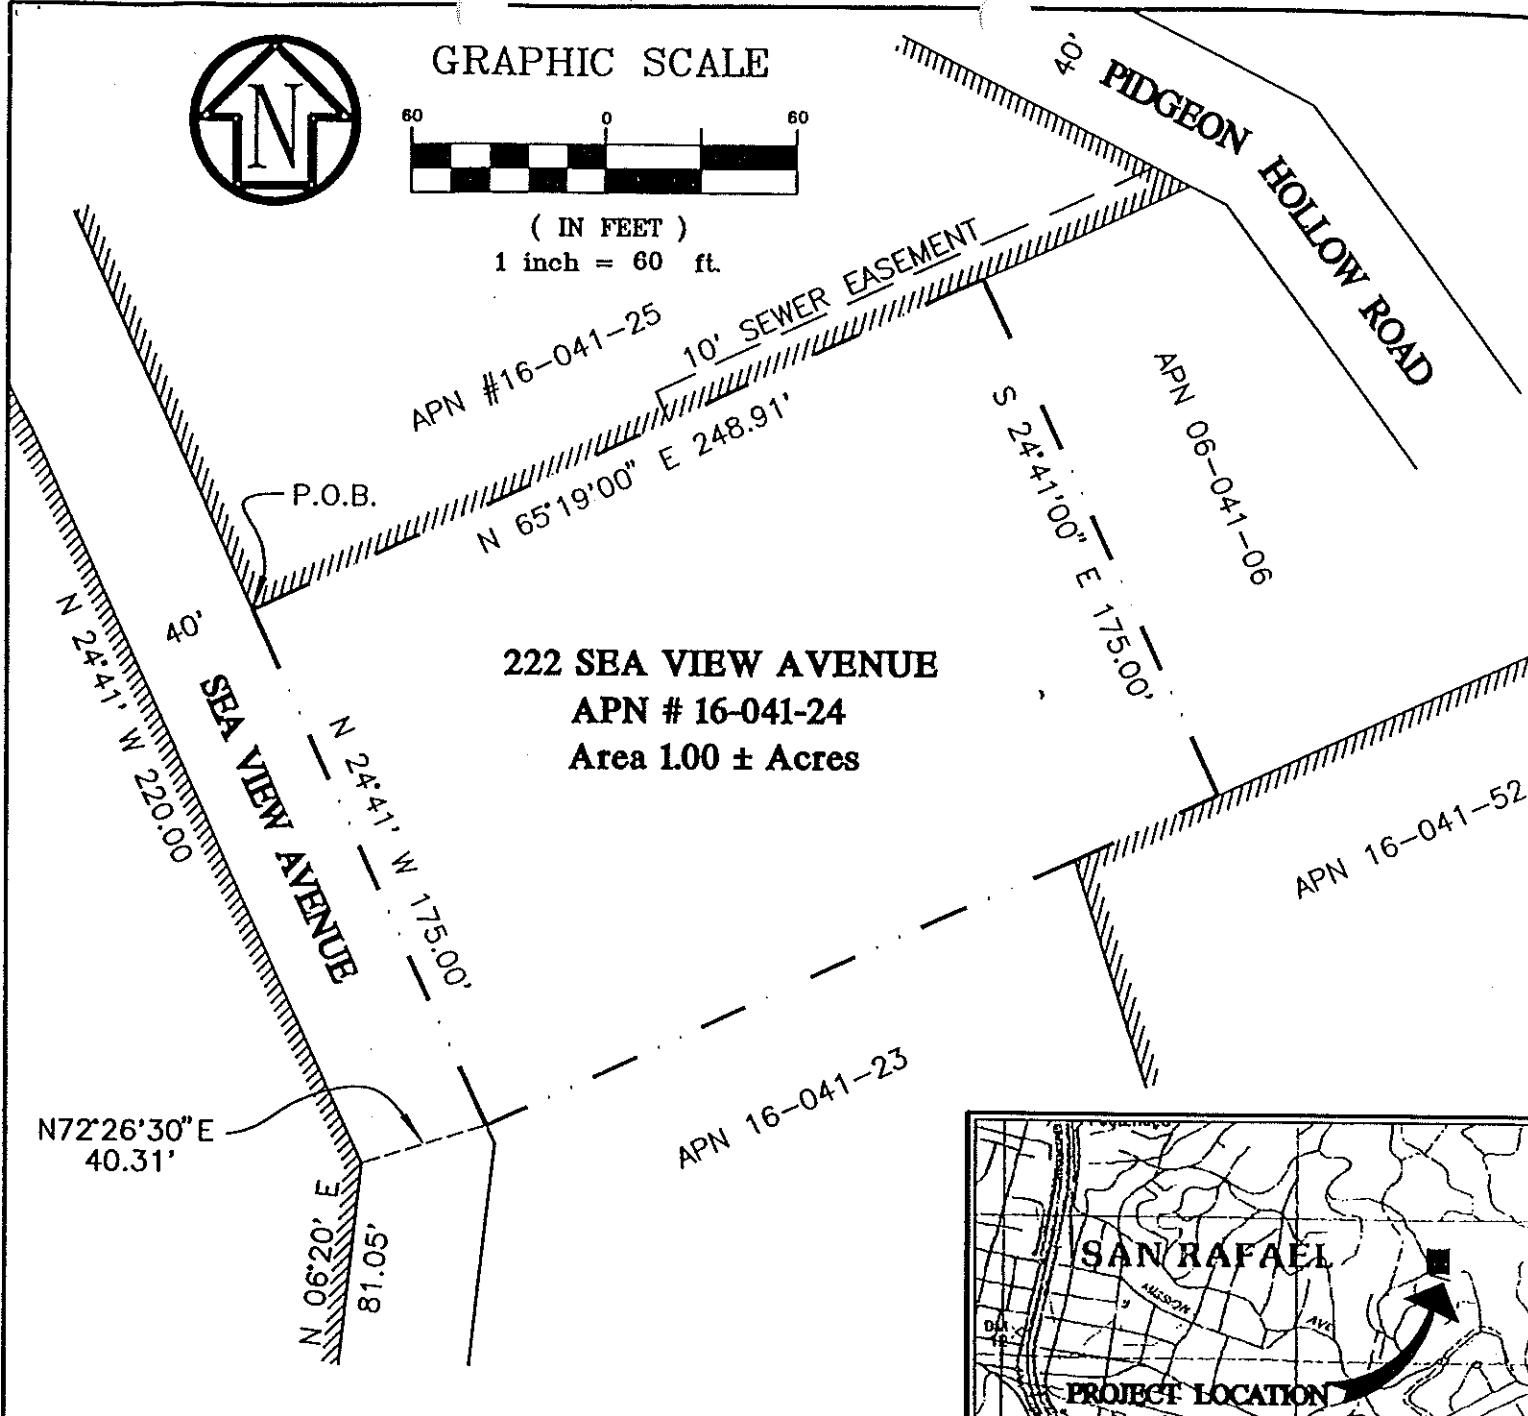 N
GRAPHIC SCALE
60 0 60
( IN FEET )
1 inch = 60 ft.
40'
PIDGEON HOLLOW ROAD
10' SEWER EASEMENT
APN #16-041-25
N 65°19'00" E 248.91'
S 24°41'00" E 175.00'
APN 06-041-06
P.O.B.
40'
SEA VIEW AVENUE
N 24°41' W 220.00
N 24°41' W 175.00'
222 SEA VIEW AVENUE
APN # 16-041-24
Area 1.00 ± Acres
APN 16-041-52
APN 16-041-23
N72°26'30"E
40.31'
N 06°20' E
81.05'
SAN RAFAEL
AVE
PROJECT LOCATION